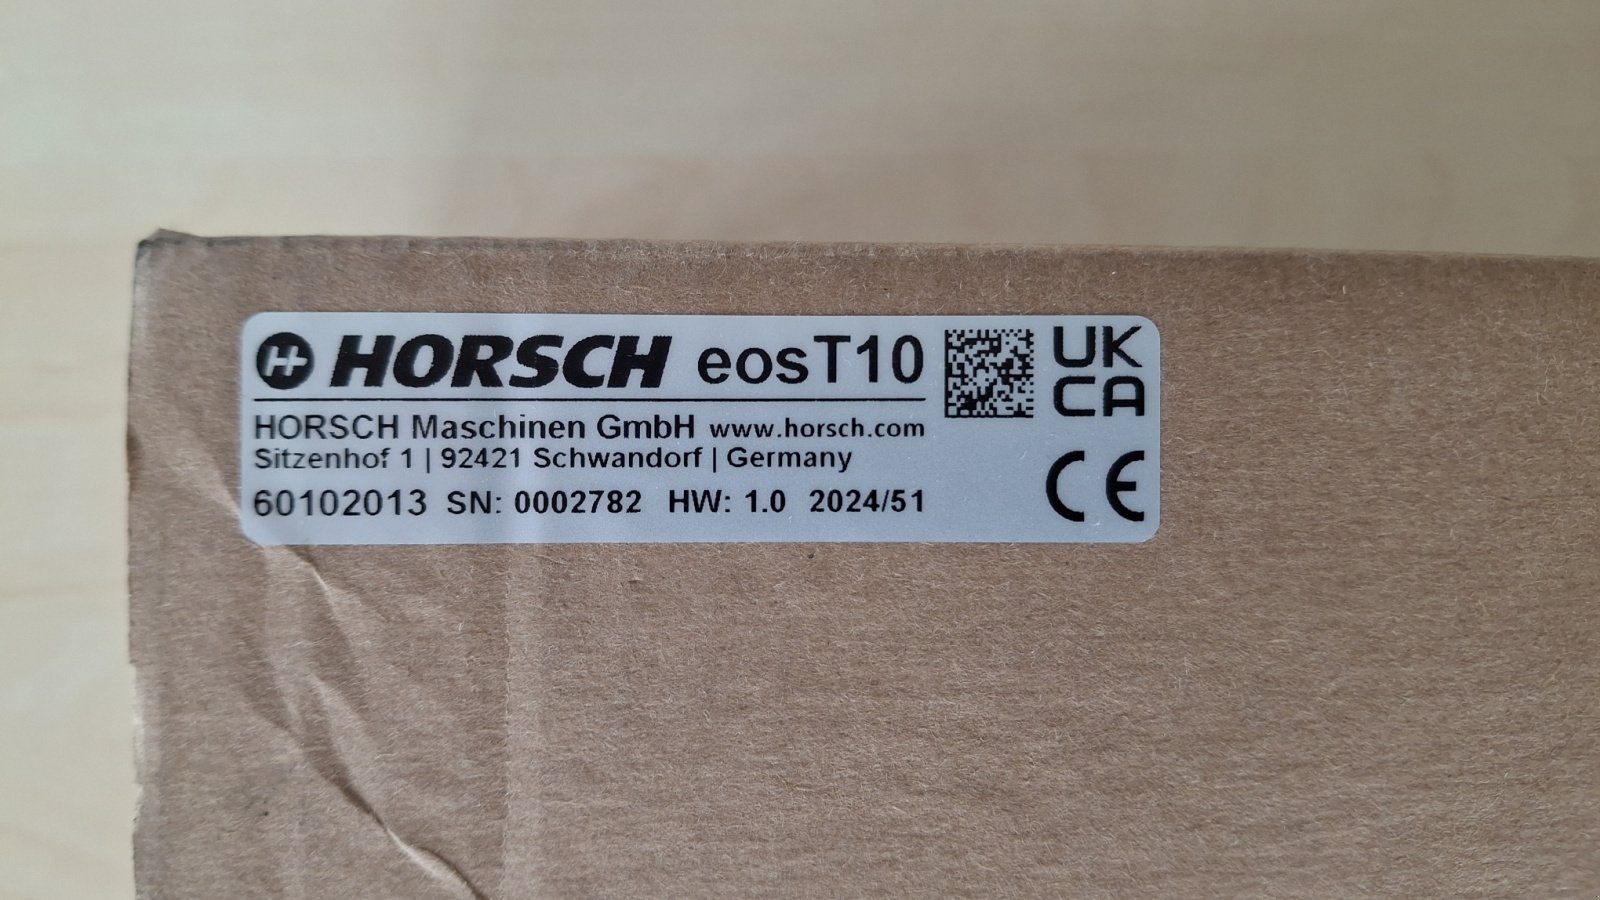 HORSCH eosT10
HORSCH Maschinen GmbH www.horsch.com
Sitzenhof 1 | 92421 Schwandorf | Germany
60102013 SN: 0002782 HW: 1.0 2024/51
UK
CA
CE